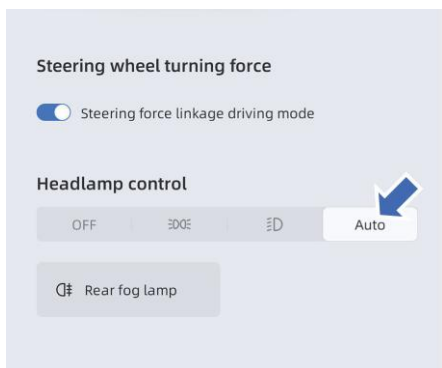 Steering wheel turning force
Steering force linkage driving mode
Headlamp control
OFF Auto
Rear fog lamp